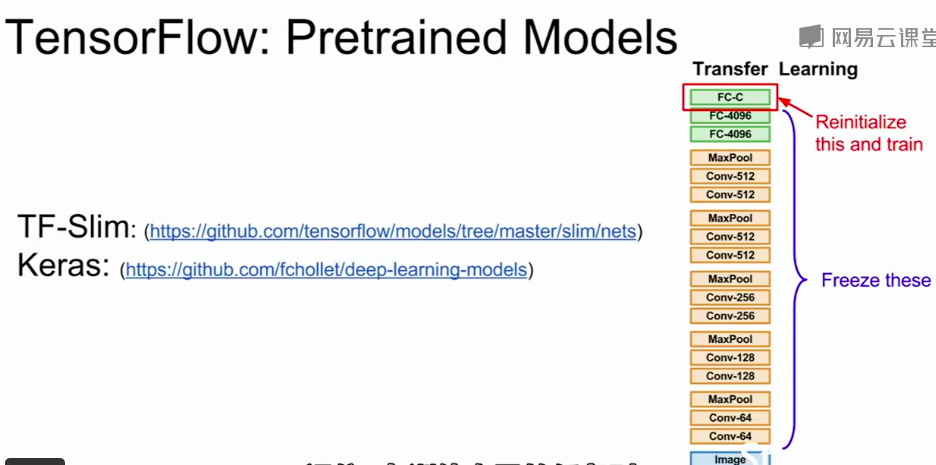 TensorFlow: Pretrained Models
网易云课堂
Transfer Learning
FC-C
FC-4096
FC-4096
Reinitialize
this and train
MaxPool
Conv-512
Conv-512
MaxPool
Conv-512
Conv-512
TF-Slim: (https://github.com/tensorflow/models/tree/master/slim/nets)
Keras: (https://github.com/fchollet/deep-learning-models)
MaxPool
Conv-256
Conv-256
Freeze these
MaxPool
Conv-128
Conv-128
MaxPool
Conv-64
Conv-64
Image